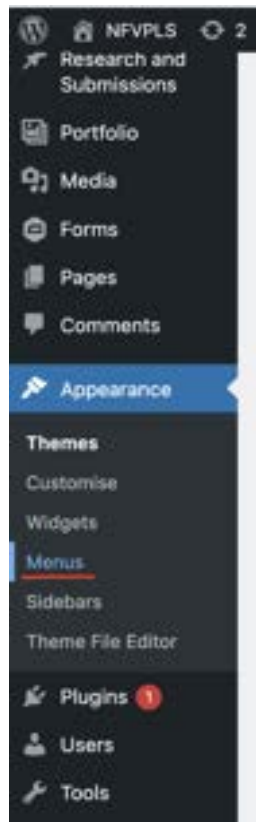 NFVPLS 2
Research and
Submissions
Portfolio
Media
Forms
Pages
Comments
Appearance
Themes
Customise
Widgets
Menus
Sidebars
Theme File Editor
Plugins 1
Users
Tools